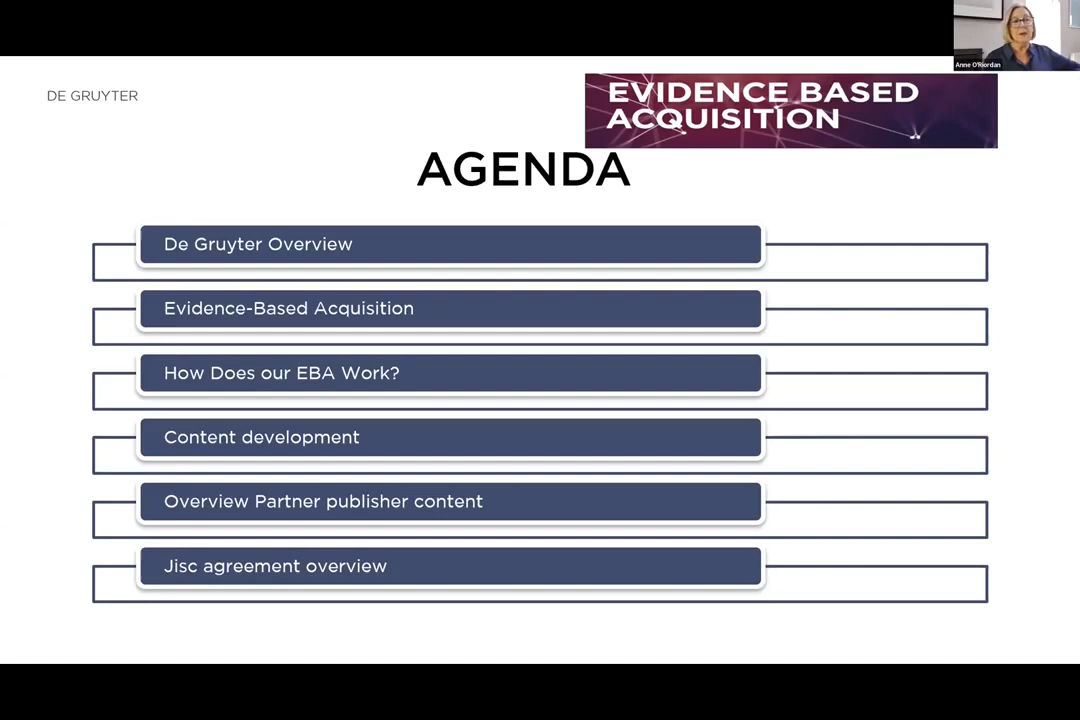 Anne O'Riordan
DE GRUYTER
EVIDENCE BASED
ACQUISITION
AGENDA
De Gruyter Overview
Evidence-Based Acquisition
How Does our EBA Work?
Content development
Overview Partner publisher content
Jisc agreement overview